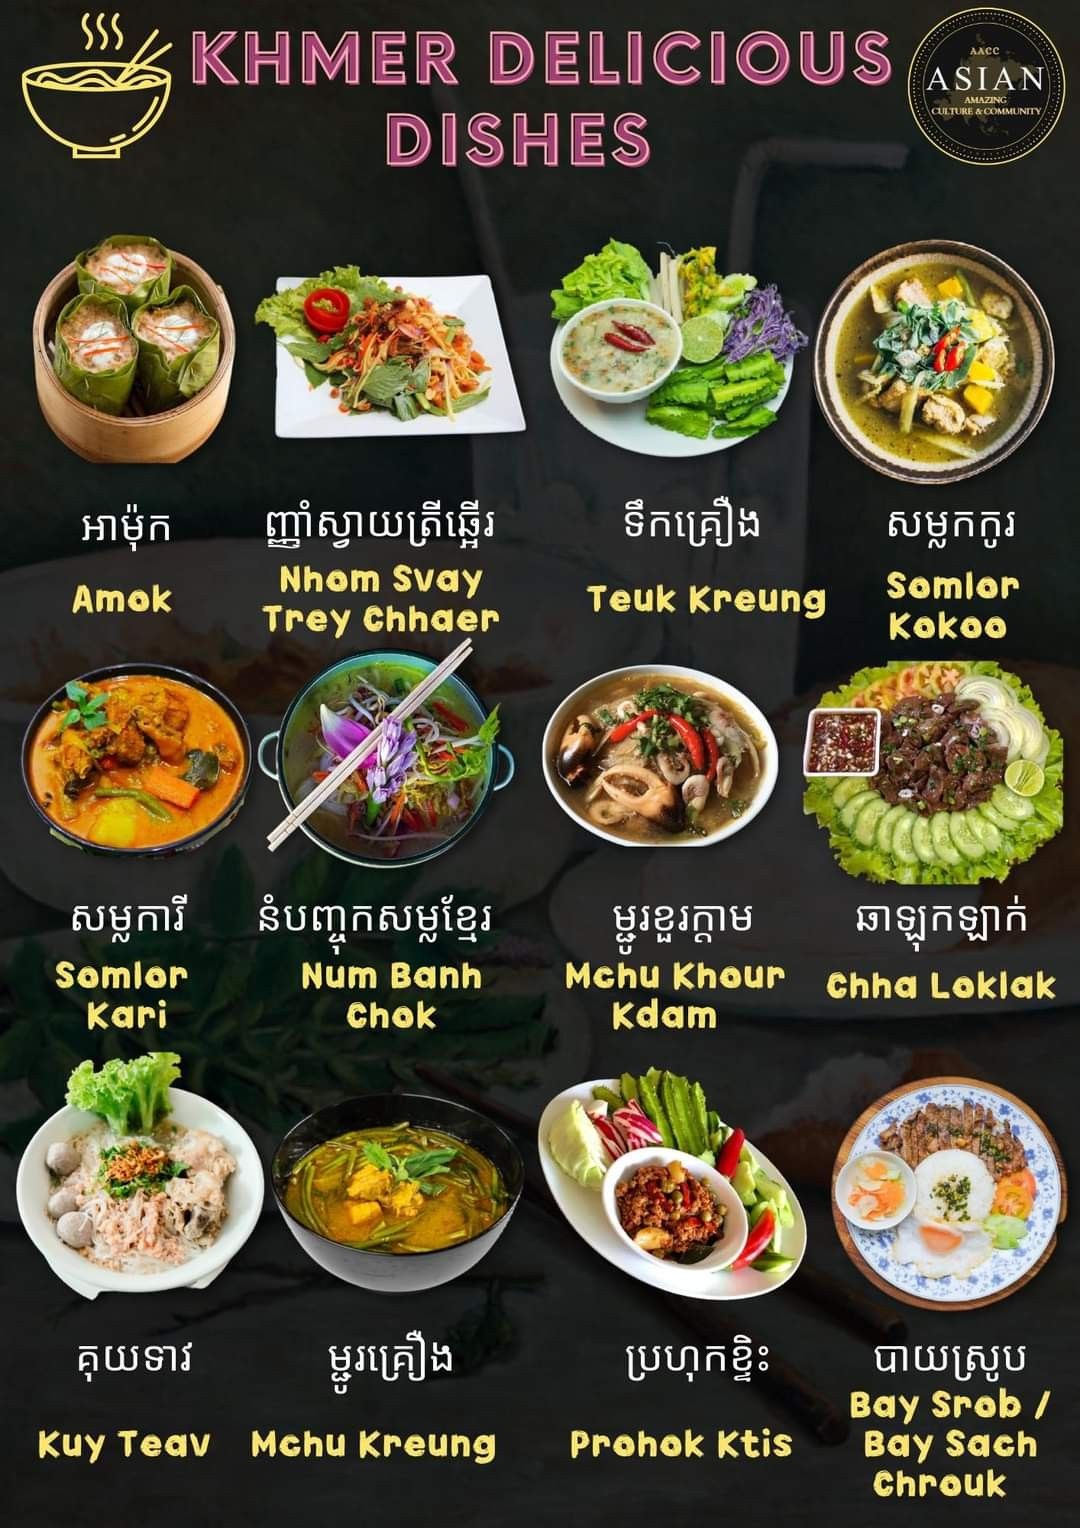 KHMER DELICIOUS
DISHES
AACC
ASIAN
AMAZING
CULTURE & COMMUNITY
អាម៉ុក
ញ៉ាំស្វាយត្រីឆ្អើរ
ទឹកគ្រឿង
សម្លកកូរ
Amok
Nhom Svay
Trey Chhaer
Teuk Kreung
Somlor
Kokoo
សម្លការី
នំបញ្ចុកសម្លខ្មែរ
ម្ជូរខួរក្តាម
ឆាឡុកឡាក់
Somlor
Kari
Num Banh
Chok
Mchu Khour
Kdam
Chha Loklak
គុយទាវ
ម្ជូរគ្រឿង
ប្រហុកខ្ទិះ
បាយស្រូប
Kuy Teav
Mchu Kreung
Prohok Ktis
Bay Srob /
Bay Sach
Chrouk